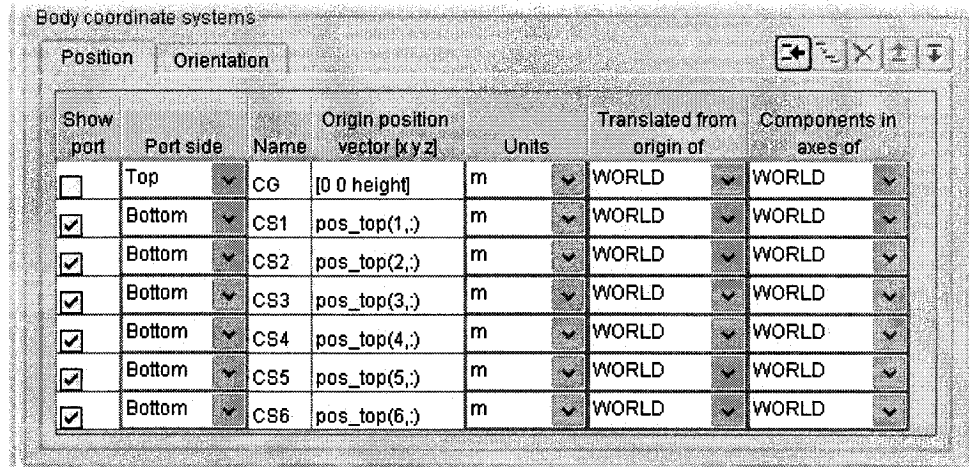 Body coordinate systems
Position Orientation
Show port Port side Name Origin position vector [x y z] Units Translated from origin of Components in axes of
Top CG [0 0 height] m WORLD WORLD
Bottom CS1 pos_top(1,:) m WORLD WORLD
Bottom CS2 pos_top(2,:) m WORLD WORLD
Bottom CS3 pos_top(3,:) m WORLD WORLD
Bottom CS4 pos_top(4,:) m WORLD WORLD
Bottom CS5 pos_top(5,:) m WORLD WORLD
Bottom CS6 pos_top(6,:) m WORLD WORLD